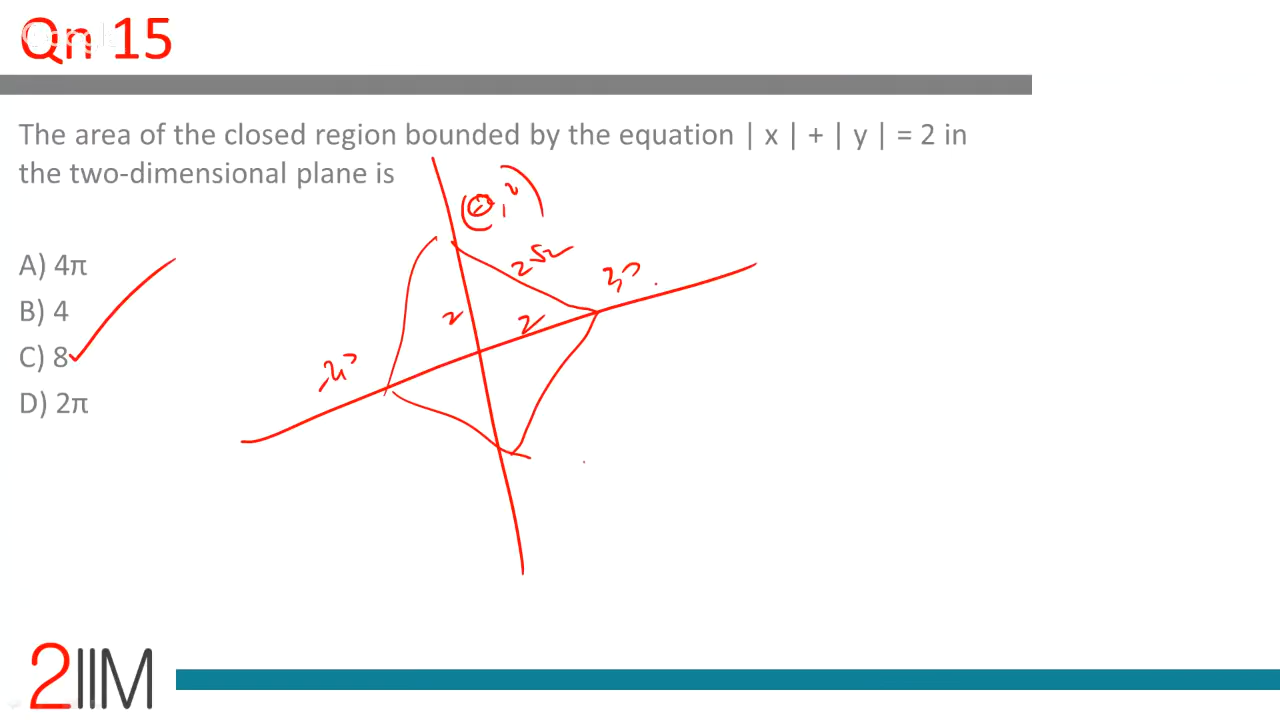 Qn 15
The area of the closed region bounded by the equation | x | + | y | = 2 in
the two-dimensional plane is
A) 4π
B) 4
C) 8
D) 2π
2√2
2
2
2IIM